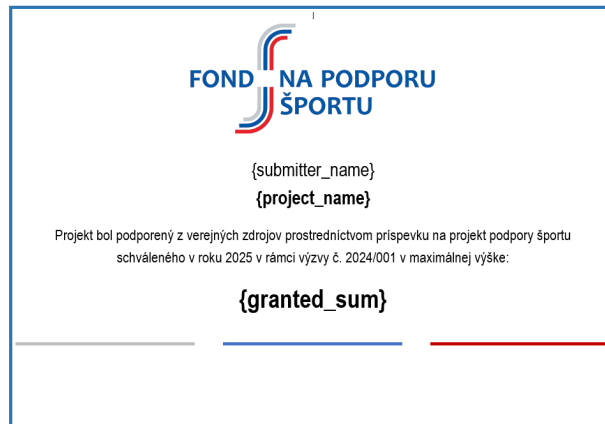 FOND NA PODPORU
ŠPORTU
{submitter_name}
{project_name}
Projekt bol podporený z verejných zdrojov prostredníctvom príspevku na projekt podpory športu
schváleného v roku 2025 v rámci výzvy č. 2024/001 v maximálnej výške:
{granted_sum}